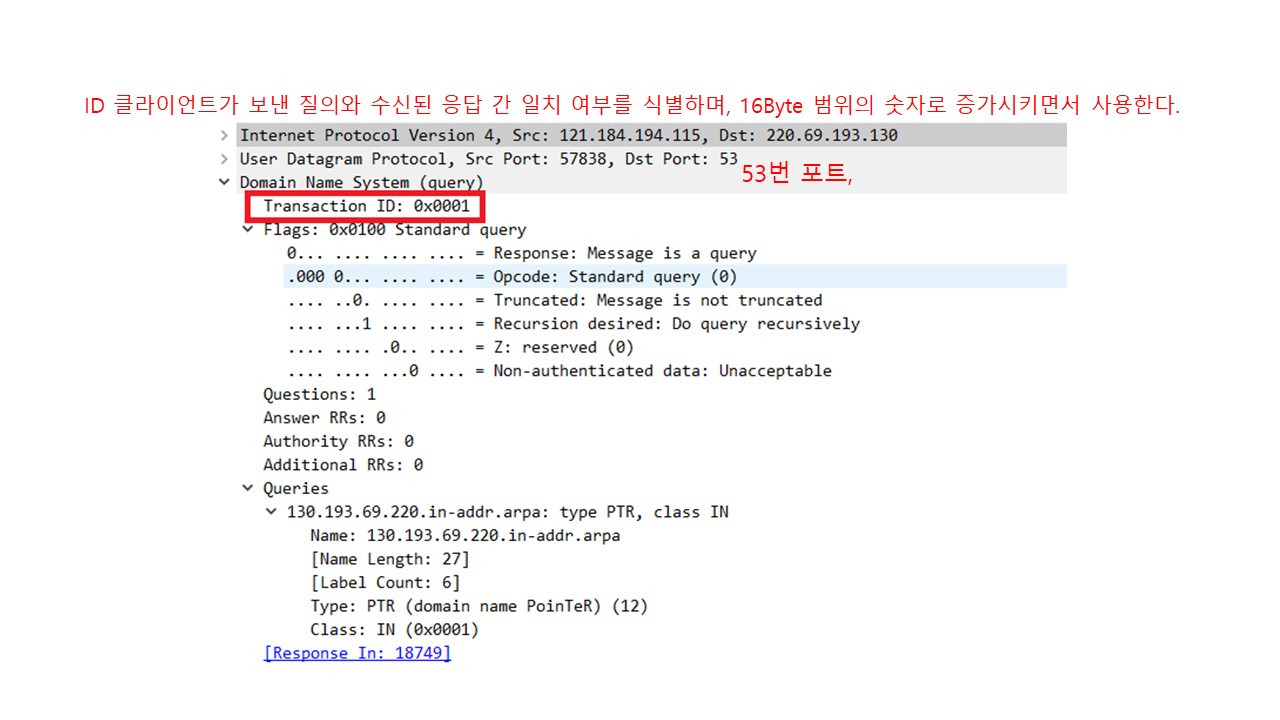 ID 클라이언트가 보낸 질의와 수신된 응답 간 일치 여부를 식별하며, 16Byte 범위의 숫자로 증가시키면서 사용한다.
Internet Protocol Version 4, Src: 121.184.194.115, Dst: 220.69.193.130
User Datagram Protocol, Src Port: 57838, Dst Port: 53
53번 포트,
Domain Name System (query)
Transaction ID: 0x0001
Flags: 0x0100 Standard query
0... .... .... .... = Response: Message is a query
.000 0... .... .... = Opcode: Standard query (0)
.... ..0. .... .... = Truncated: Message is not truncated
.... ...1 .... .... = Recursion desired: Do query recursively
.... .... .0.. .... = Z: reserved (0)
.... .... ...0 .... = Non-authenticated data: Unacceptable
Questions: 1
Answer RRs: 0
Authority RRs: 0
Additional RRs: 0
Queries
130.193.69.220.in-addr.arpa: type PTR, class IN
Name: 130.193.69.220.in-addr.arpa
[Name Length: 27]
[Label Count: 6]
Type: PTR (domain name PoinTeR) (12)
Class: IN (0x0001)
[Response In: 18749]